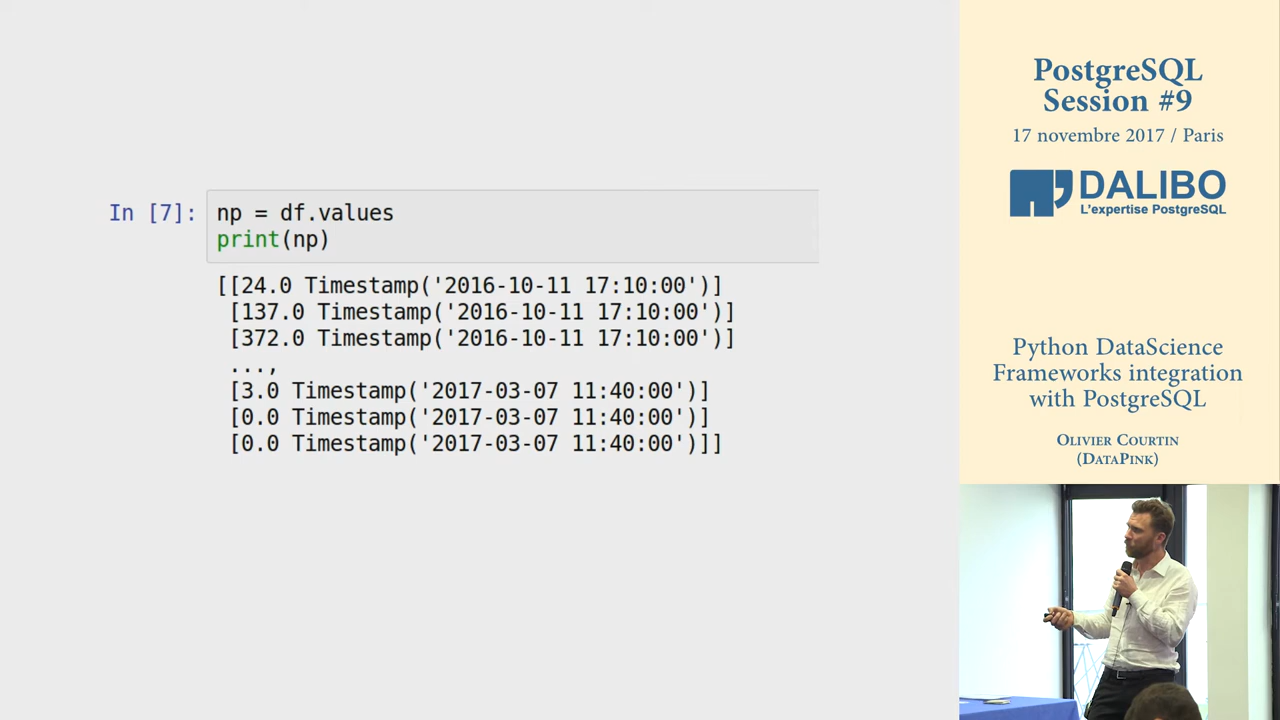 In [7]: np = df.values
print(np)
[[24.0 Timestamp('2016-10-11 17:10:00')]
[137.0 Timestamp('2016-10-11 17:10:00')]
[372.0 Timestamp('2016-10-11 17:10:00')]
...,
[3.0 Timestamp('2017-03-07 11:40:00')]
[0.0 Timestamp('2017-03-07 11:40:00')]
[0.0 Timestamp('2017-03-07 11:40:00')]]
PostgreSQL
Session #9
17 novembre 2017 / Paris
DALIBO
L'expertise PostgreSQL
Python DataScience
Frameworks integration
with PostgreSQL
Olivier Courtin
(DataPink)